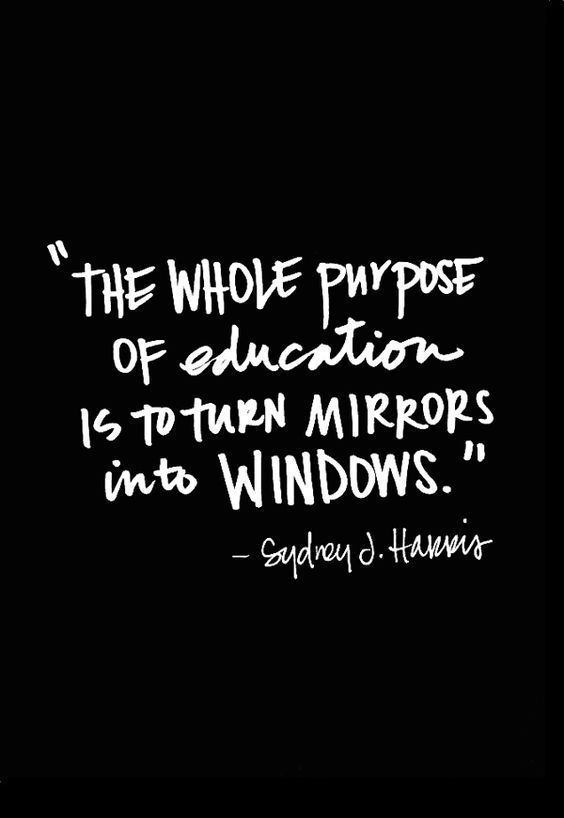 "THE WHOLE PURPOSE
OF education
IS TO TURN MIRRORS
into WINDOWS."
– Sydney J. Harris